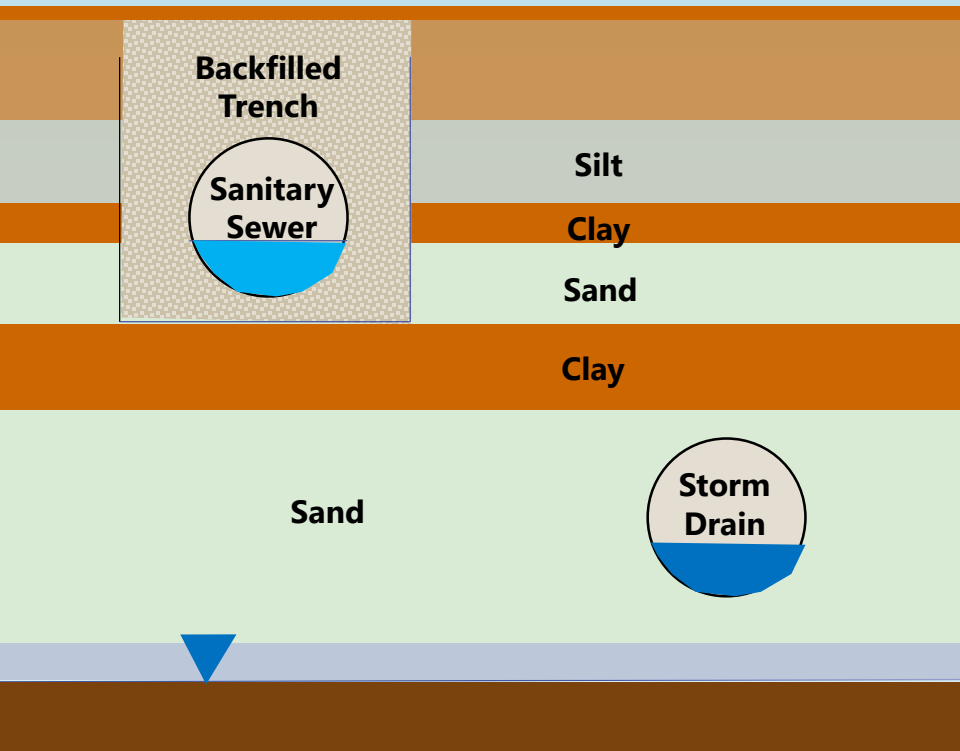 Backfilled
Trench
Silt
Sanitary
Sewer
Clay
Sand
Clay
Storm
Drain
Sand